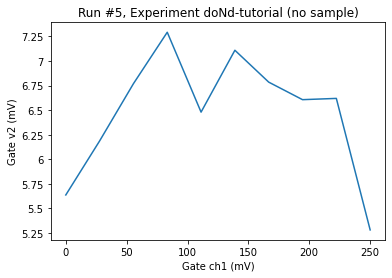 Run #5, Experiment doNd-tutorial (no sample)
Gate v2 (mV)
7.25
7
6.75
6.5
6.25
6
5.75
5.5
5.25
0 50 100 150 200 250
Gate ch1 (mV)